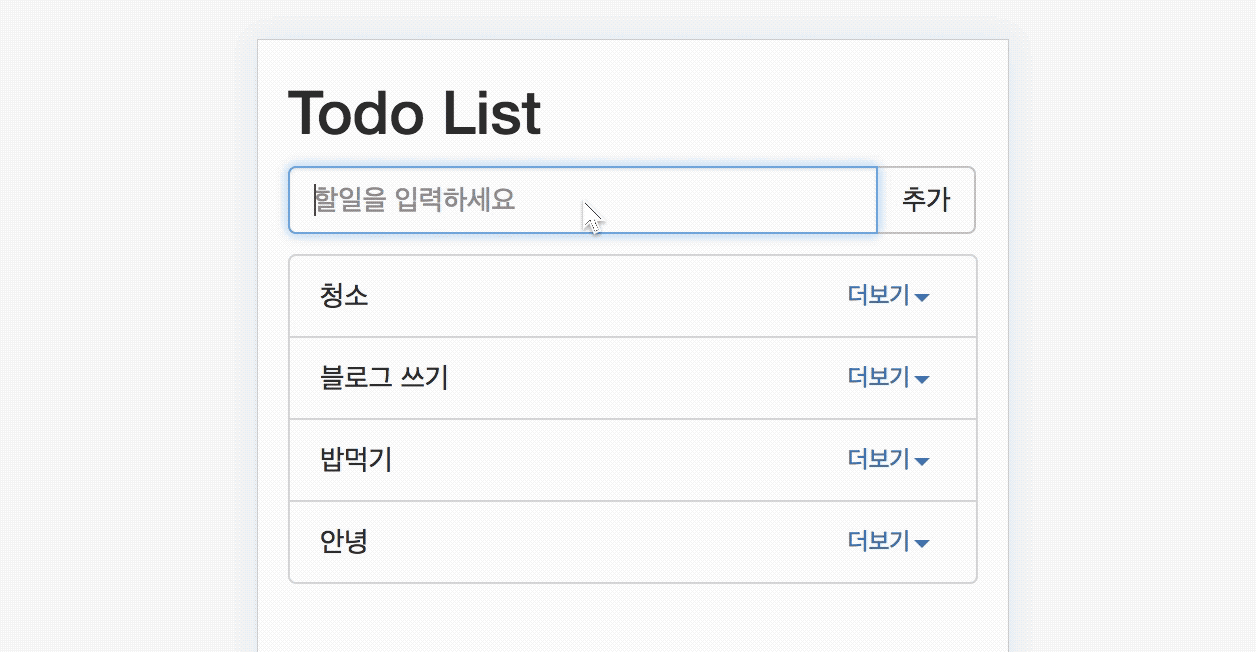 Todo List
할일을 입력하세요 추가
청소 더보기
블로그 쓰기 더보기
밥먹기 더보기
안녕 더보기